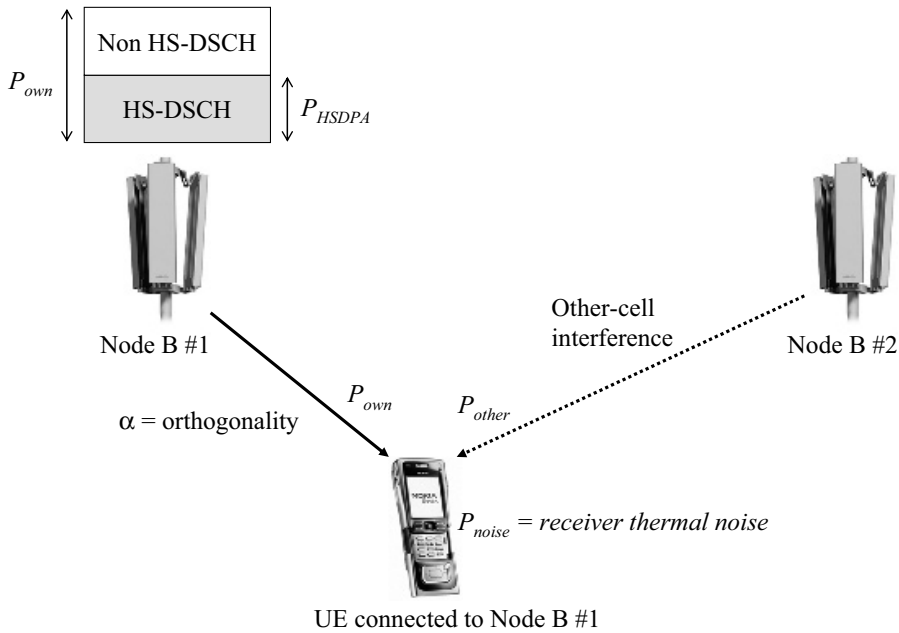 Non HS-DSCH
P_own
HS-DSCH
P_HSDPA
Other-cell
interference
Node B #1
Node B #2
P_own
P_other
α = orthogonality
NOKIA
P_noise = receiver thermal noise
UE connected to Node B #1